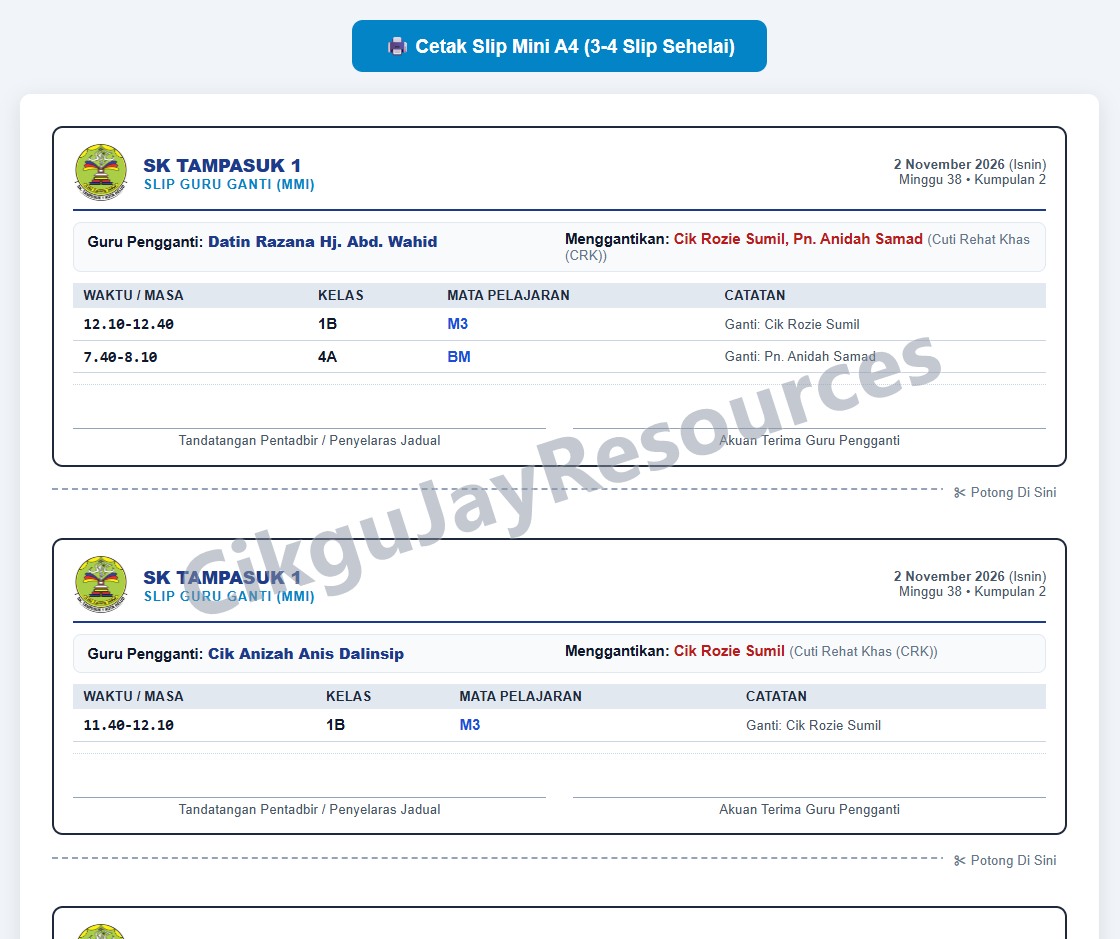 Cetak Slip Mini A4 (3-4 Slip Sehelai)
SK TAMPASUK 1
SLIP GURU GANTI (MMI)
2 November 2026 (Isnin)
Minggu 38 • Kumpulan 2
Guru Pengganti: Datin Razana Hj. Abd. Wahid
Menggantikan: Cik Rozie Sumil, Pn. Anidah Samad (Cuti Rehat Khas
(CRK))
WAKTU / MASA KELAS MATA PELAJARAN CATATAN
12.10-12.40 1B M3 Ganti: Cik Rozie Sumil
7.40-8.10 4A BM Ganti: Pn. Anidah Samad
Tandatangan Pentadbir / Penyelaras Jadual Akuan Terima Guru Pengganti
Potong Di Sini
CikguJayResources
SK TAMPASUK 1
SLIP GURU GANTI (MMI)
2 November 2026 (Isnin)
Minggu 38 • Kumpulan 2
Guru Pengganti: Cik Anizah Anis Dalinsip
Menggantikan: Cik Rozie Sumil (Cuti Rehat Khas (CRK))
WAKTU / MASA KELAS MATA PELAJARAN CATATAN
11.40-12.10 1B M3 Ganti: Cik Rozie Sumil
Tandatangan Pentadbir / Penyelaras Jadual Akuan Terima Guru Pengganti
Potong Di Sini